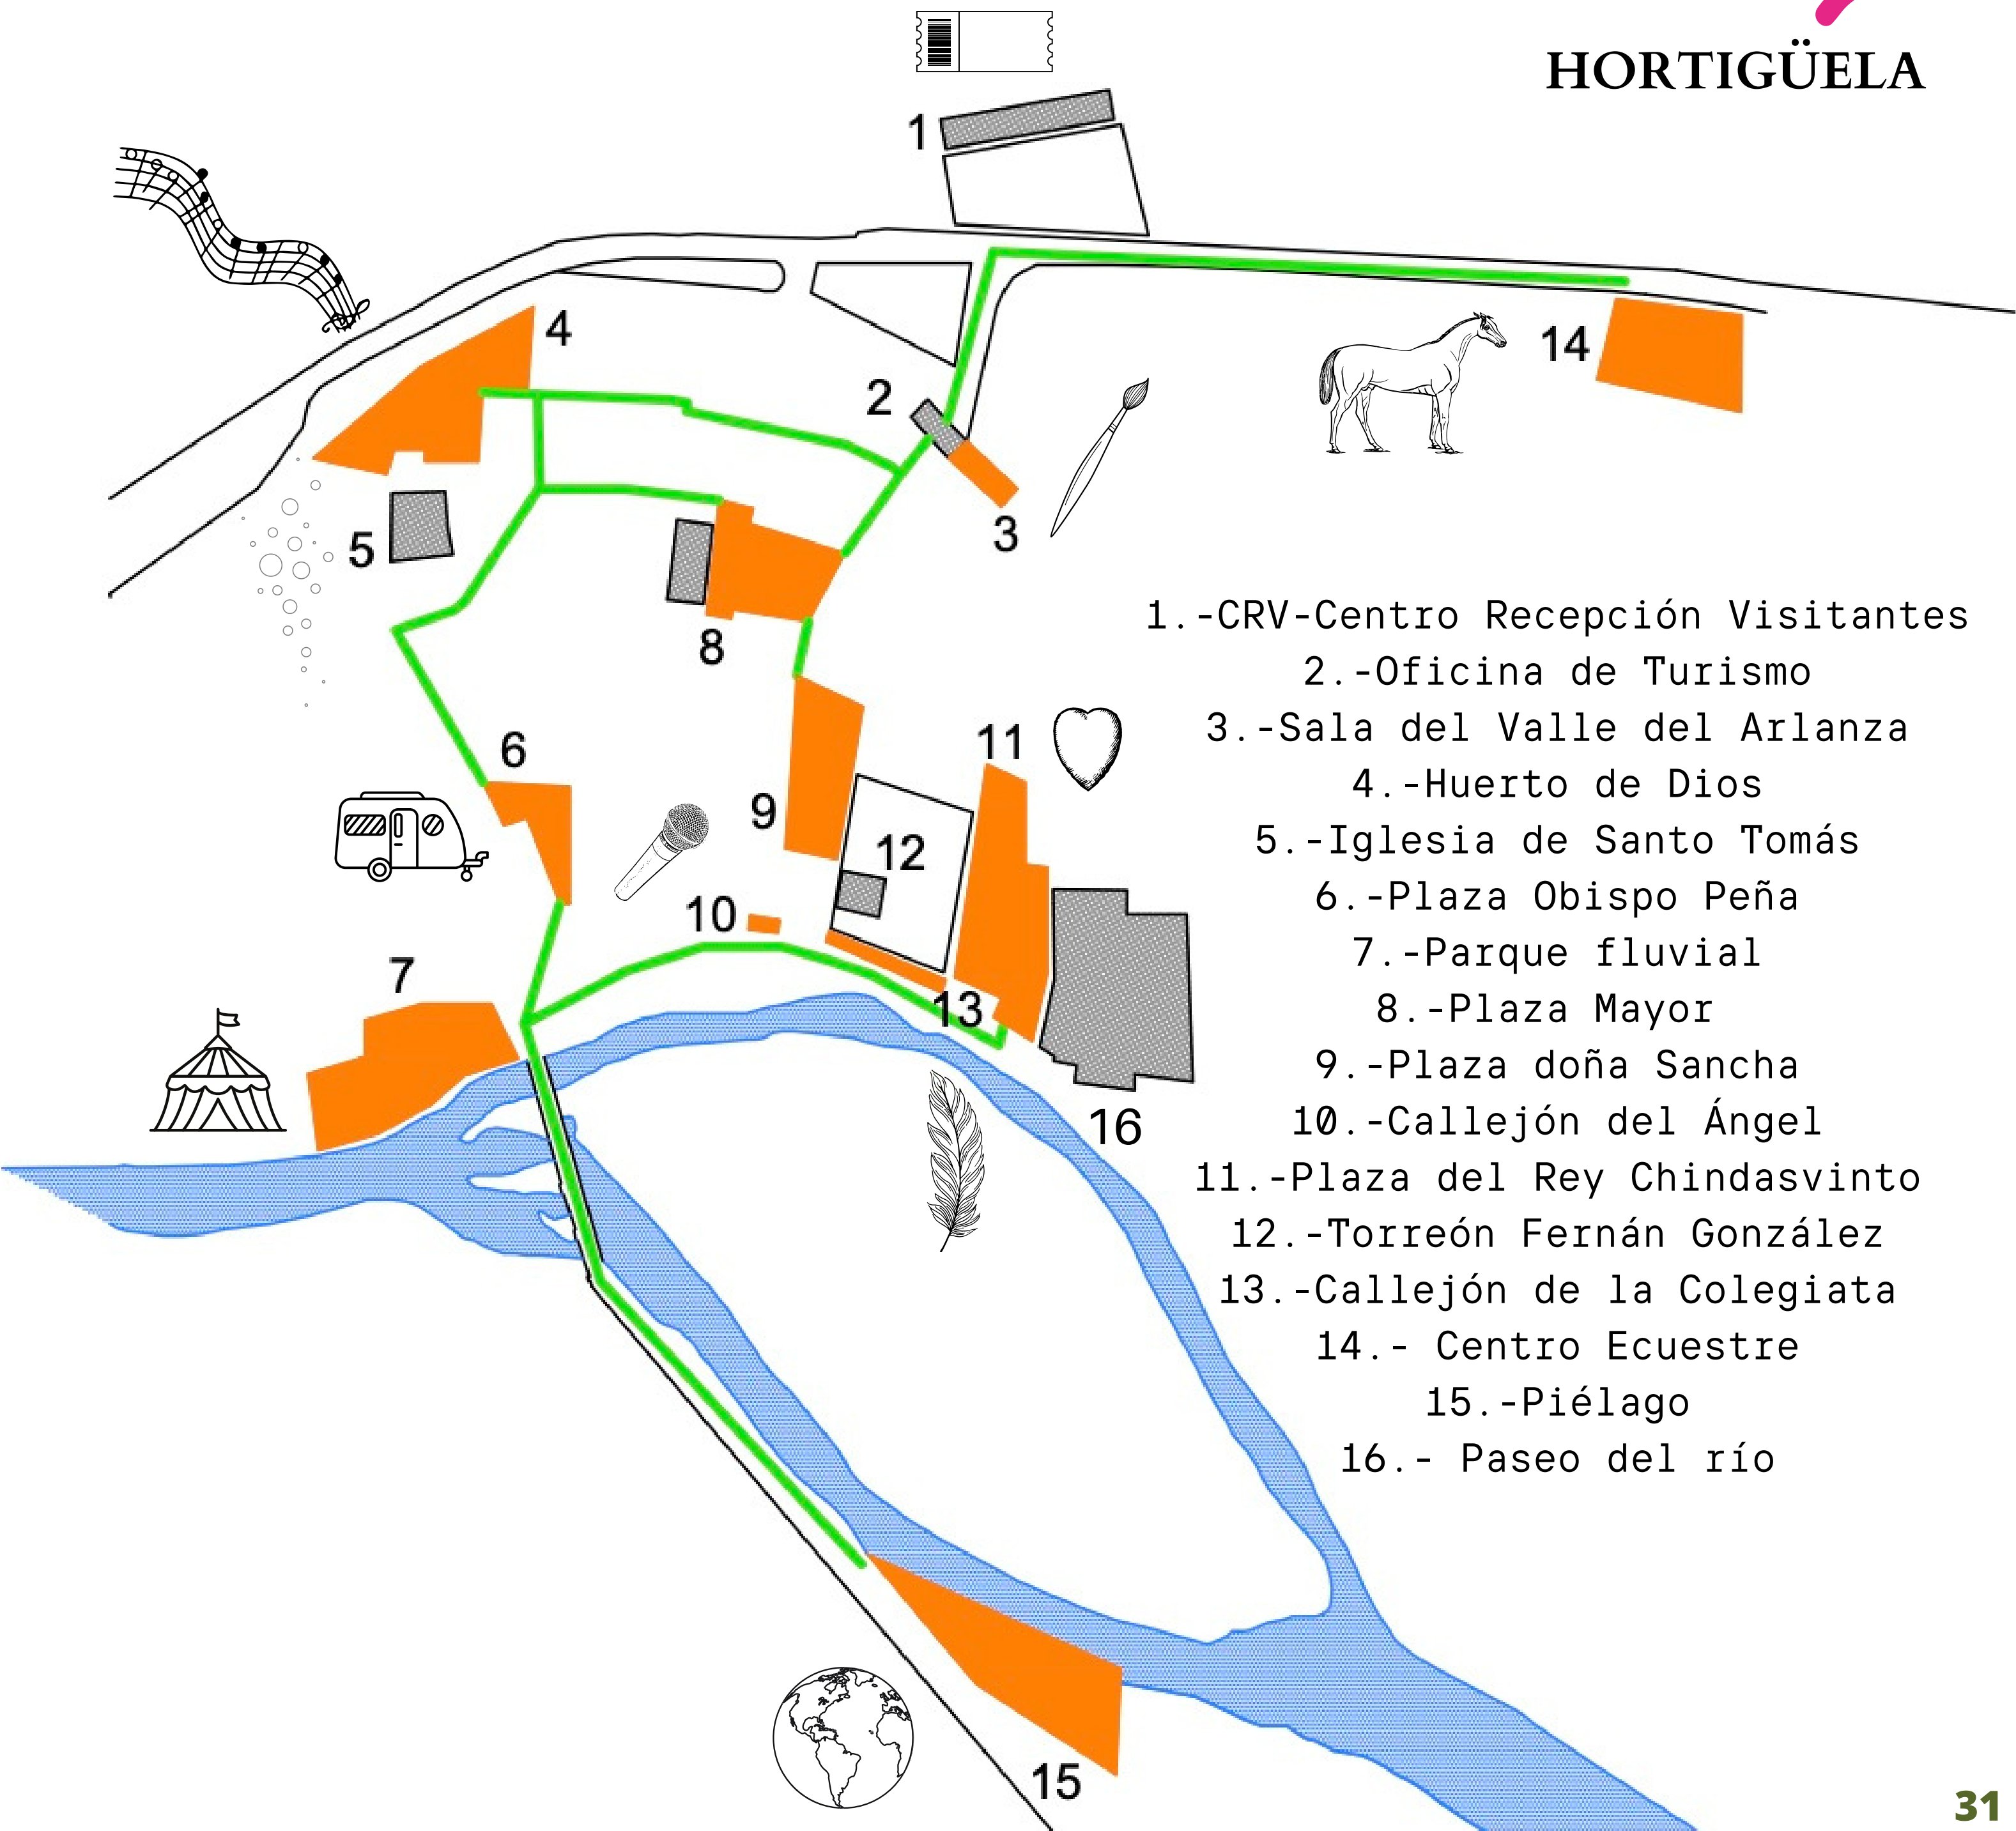 HORTIGÜELA
1
4
14
2
3
5
8
6
11
9
12
10
7
13
16
15
1.-CRV-Centro Recepción Visitantes
2.-Oficina de Turismo
3.-Sala del Valle del Arlanza
4.-Huerto de Dios
5.-Iglesia de Santo Tomás
6.-Plaza Obispo Peña
7.-Parque fluvial
8.-Plaza Mayor
9.-Plaza doña Sancha
10.-Callejón del Ángel
11.-Plaza del Rey Chindasvinto
12.-Torreón Fernán González
13.-Callejón de la Colegiata
14.- Centro Ecuestre
15.-Piélago
16.- Paseo del río
31